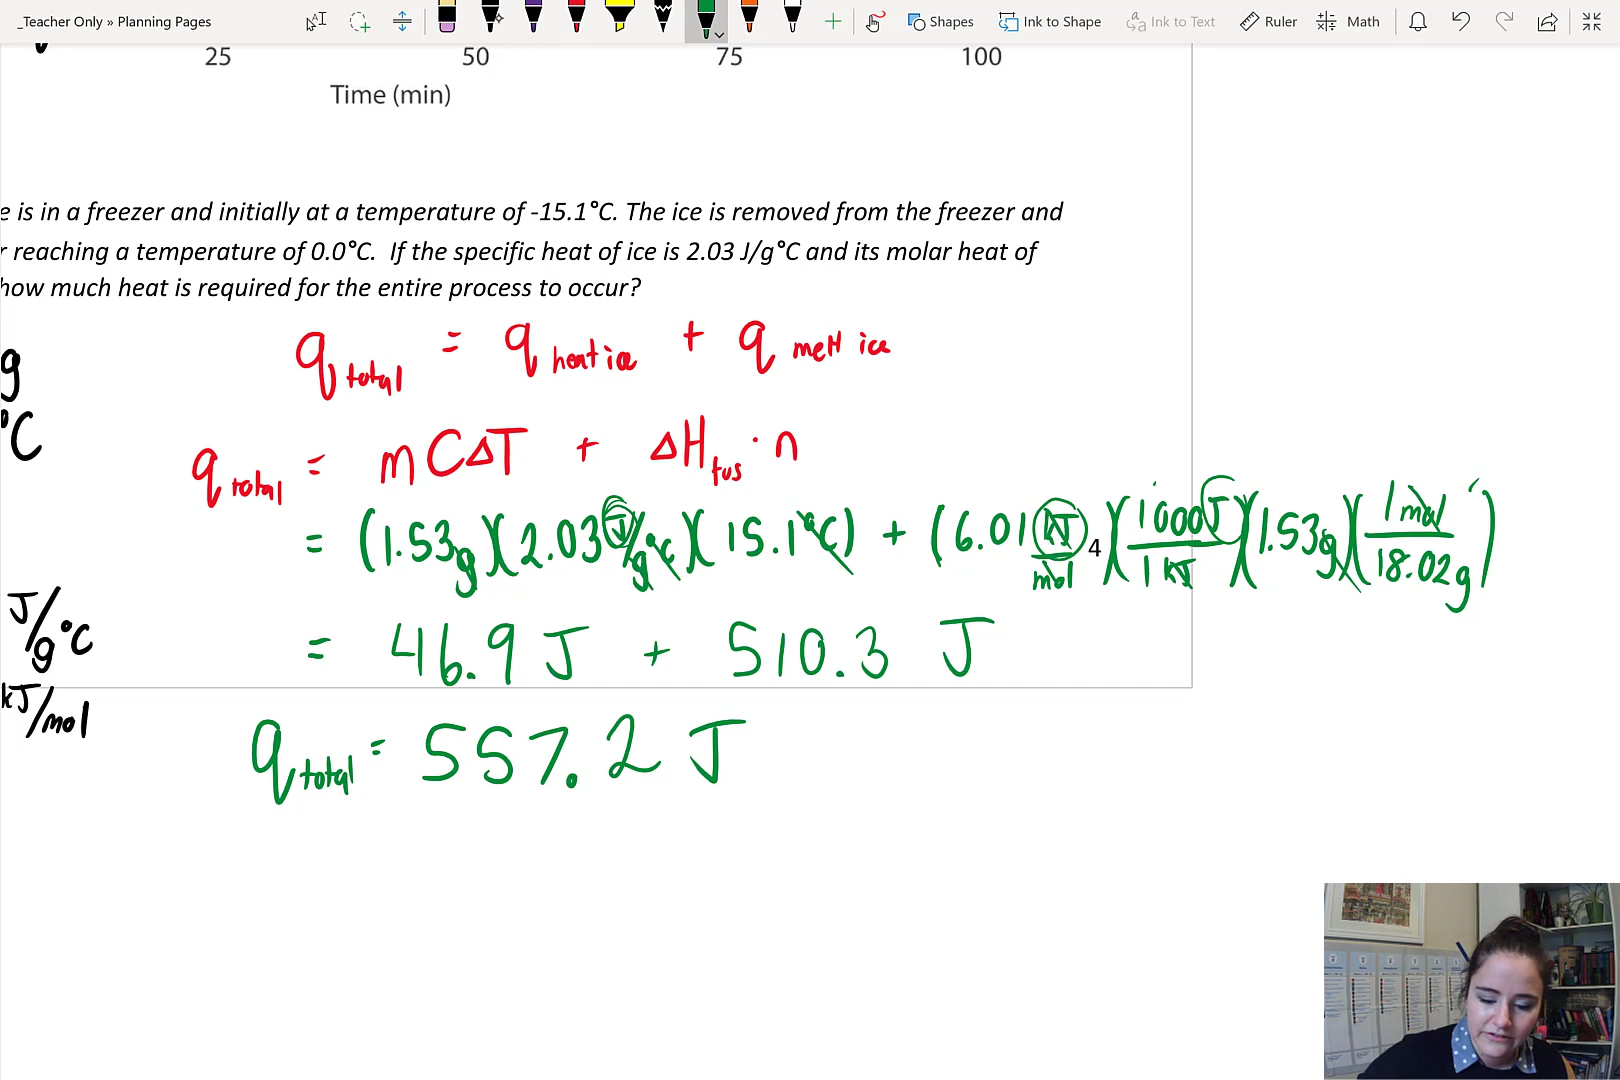 _Teacher Only » Planning Pages
Shapes Ink to Shape Ink to Text Ruler Math
25 50 75 100
Time (min)
e is in a freezer and initially at a temperature of -15.1°C. The ice is removed from the freezer and
r reaching a temperature of 0.0°C. If the specific heat of ice is 2.03 J/g°C and its molar heat of
how much heat is required for the entire process to occur?
q total = q heat ice + q melt ice
g
°C
q total = mCΔT + ΔH fus · n
= (1.53g)(2.03 J/g°C)(15.1°C) + (6.01 kJ/mol 4)(1000J/1 kJ)(1.53g)(1 mol/18.02g)
J/g°C
= 46.9 J + 510.3 J
kJ/mol
q total = 557.2 J